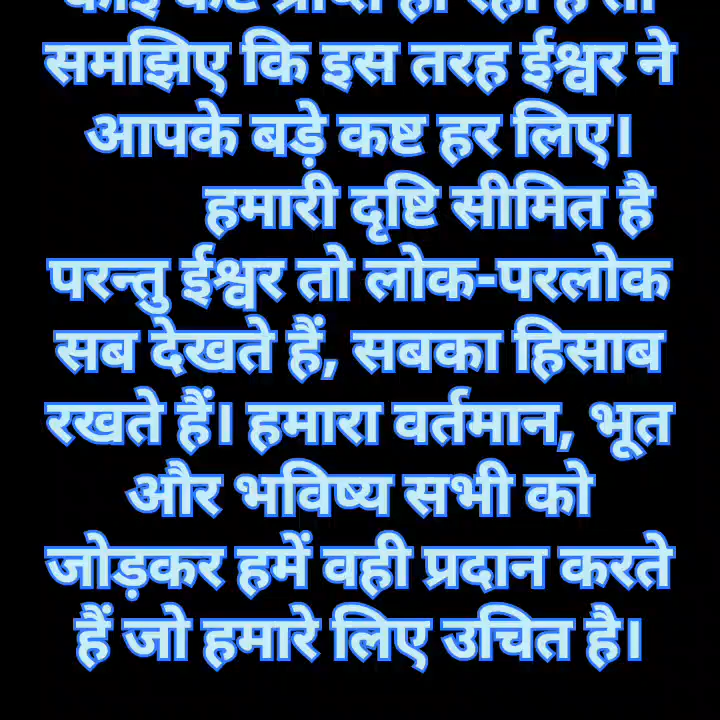 समझिए कि इस तरह ईश्वर ने
आपके बड़े कष्ट हर लिए।
हमारी दृष्टि सीमित है
परन्तु ईश्वर तो लोक-परलोक
सब देखते हैं, सबका हिसाब
रखते हैं। हमारा वर्तमान, भूत
और भविष्य सभी को
जोड़कर हमें वही प्रदान करते
हैं जो हमारे लिए उचित है।